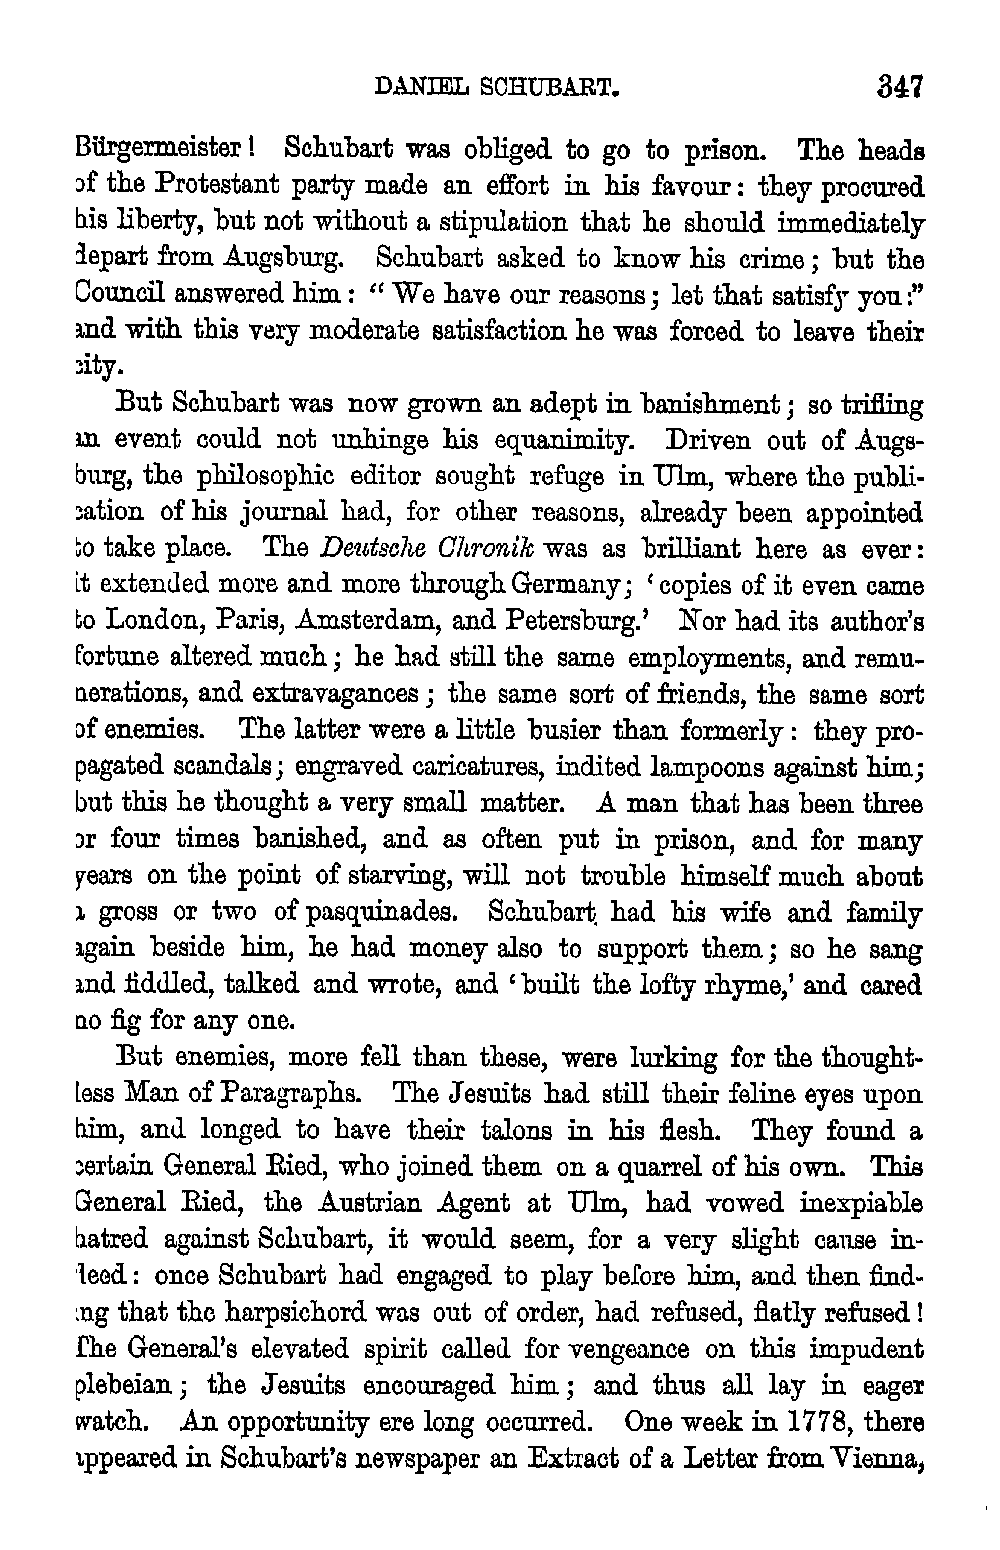 DANIEL SCHUBART. 347
Bürgermeister! Schubart was obliged to go to prison. The heads
of the Protestant party made an effort in his favour: they procured
his liberty, but not without a stipulation that he should immediately
depart from Augsburg. Schubart asked to know his crime; but the
Council answered him: “We have our reasons; let that satisfy you:”
and with this very moderate satisfaction he was forced to leave their
city.
But Schubart was now grown an adept in banishment; so trifling
an event could not unhinge his equanimity. Driven out of Augs-
burg, the philosophic editor sought refuge in Ulm, where the publi-
cation of his journal had, for other reasons, already been appointed
to take place. The Deutsche Chronik was as brilliant here as ever:
it extended more and more through Germany; ‘copies of it even came
to London, Paris, Amsterdam, and Petersburg.’ Nor had its author’s
fortune altered much; he had still the same employments, and remu-
nerations, and extravagances; the same sort of friends, the same sort
of enemies. The latter were a little busier than formerly: they pro-
pagated scandals; engraved caricatures, indited lampoons against him;
but this he thought a very small matter. A man that has been three
or four times banished, and as often put in prison, and for many
years on the point of starving, will not trouble himself much about
a gross or two of pasquinades. Schubart had his wife and family
again beside him, he had money also to support them; so he sang
and fiddled, talked and wrote, and ‘built the lofty rhyme,’ and cared
no fig for any one.
But enemies, more fell than these, were lurking for the thought-
less Man of Paragraphs. The Jesuits had still their feline eyes upon
him, and longed to have their talons in his flesh. They found a
certain General Ried, who joined them on a quarrel of his own. This
General Ried, the Austrian Agent at Ulm, had vowed inexpiable
hatred against Schubart, it would seem, for a very slight cause in-
deed: once Schubart had engaged to play before him, and then find-
ing that the harpsichord was out of order, had refused, flatly refused!
The General’s elevated spirit called for vengeance on this impudent
plebeian; the Jesuits encouraged him; and thus all lay in eager
watch. An opportunity ere long occurred. One week in 1778, there
appeared in Schubart’s newspaper an Extract of a Letter from Vienna,